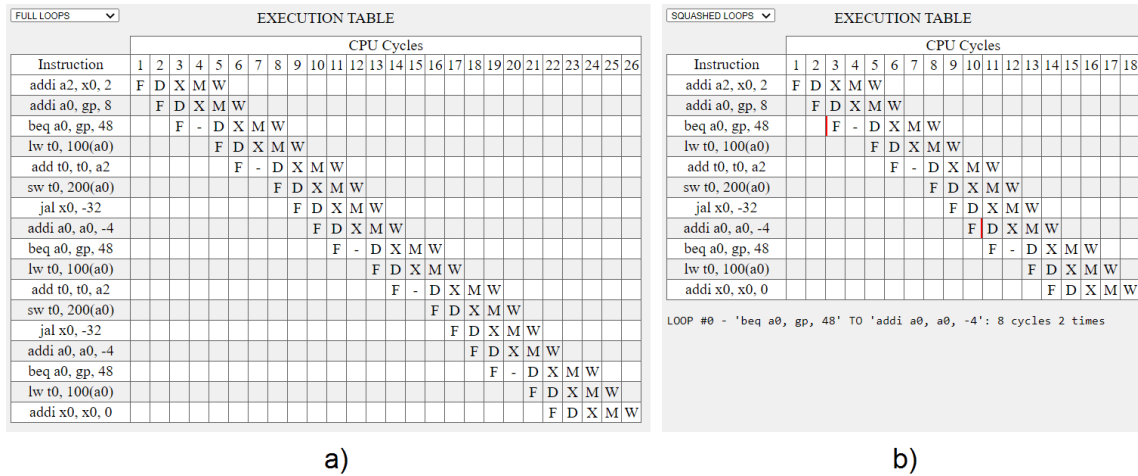 FULL LOOPS
EXECUTION TABLE
CPU Cycles
Instruction 1 2 3 4 5 6 7 8 9 10 11 12 13 14 15 16 17 18 19 20 21 22 23 24 25 26
addi a2, x0, 2 F D X M W
addi a0, gp, 8 F D X M W
beq a0, gp, 48 F - D X M W
lw t0, 100(a0) F D X M W
add t0, t0, a2 F - D X M W
sw t0, 200(a0) F D X M W
jal x0, -32 F D X M W
addi a0, a0, -4 F D X M W
beq a0, gp, 48 F - D X M W
lw t0, 100(a0) F D X M W
add t0, t0, a2 F - D X M W
sw t0, 200(a0) F D X M W
jal x0, -32 F D X M W
addi a0, a0, -4 F D X M W
beq a0, gp, 48 F - D X M W
lw t0, 100(a0) F D X M W
addi x0, x0, 0 F D X M W
a)
SQUASHED LOOPS
EXECUTION TABLE
CPU Cycles
Instruction 1 2 3 4 5 6 7 8 9 10 11 12 13 14 15 16 17 18
addi a2, x0, 2 F D X M W
addi a0, gp, 8 F D X M W
beq a0, gp, 48 F - D X M W
lw t0, 100(a0) F D X M W
add t0, t0, a2 F - D X M W
sw t0, 200(a0) F D X M W
jal x0, -32 F D X M W
addi a0, a0, -4 F D X M W
beq a0, gp, 48 F - D X M W
lw t0, 100(a0) F D X M W
addi x0, x0, 0 F D X M W
LOOP #0 - 'beq a0, gp, 48' TO 'addi a0, a0, -4': 8 cycles 2 times
b)